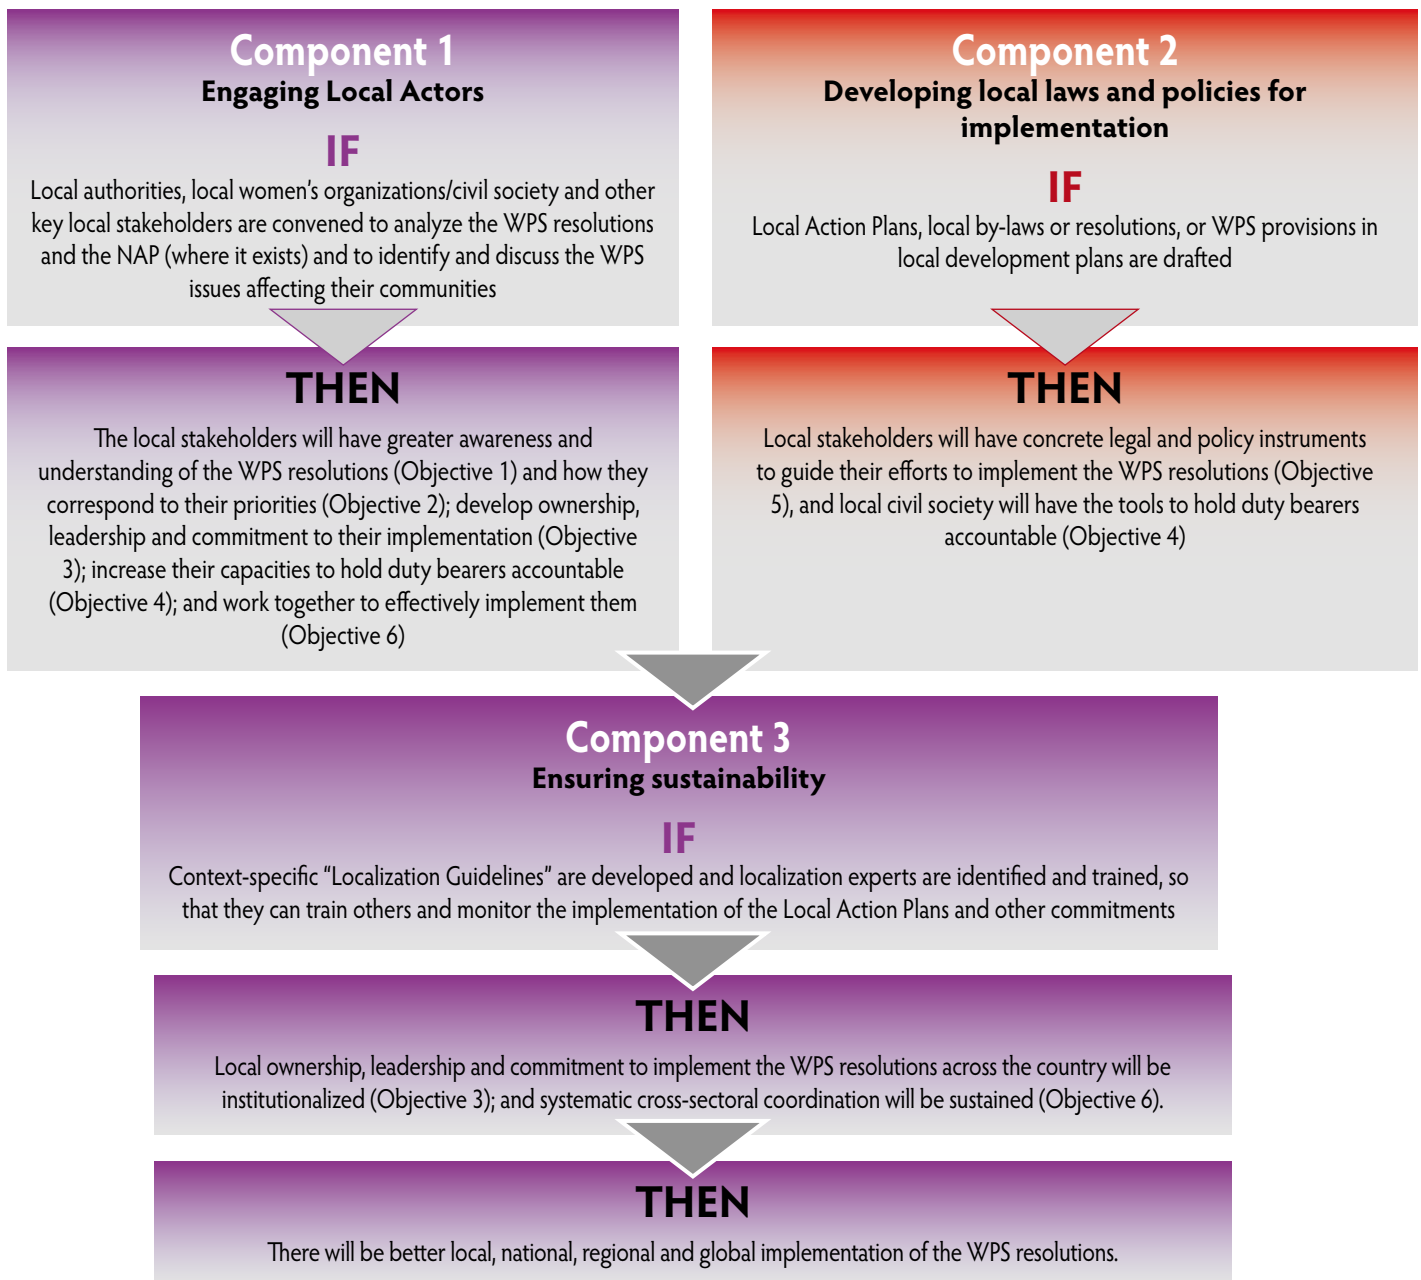 Component 1
Engaging Local Actors
IF
Local authorities, local women's organizations/civil society and other
key local stakeholders are convened to analyze the WPS resolutions
and the NAP (where it exists) and to identify and discuss the WPS
issues affecting their communities
THEN
The local stakeholders will have greater awareness and
understanding of the WPS resolutions (Objective 1) and how they
correspond to their priorities (Objective 2); develop ownership,
leadership and commitment to their implementation (Objective
3); increase their capacities to hold duty bearers accountable
(Objective 4); and work together to effectively implement them
(Objective 6)
Component 2
Developing local laws and policies for
implementation
IF
Local Action Plans, local by-laws or resolutions, or WPS provisions in
local development plans are drafted
THEN
Local stakeholders will have concrete legal and policy instruments
to guide their efforts to implement the WPS resolutions (Objective
5), and local civil society will have the tools to hold duty bearers
accountable (Objective 4)
Component 3
Ensuring sustainability
IF
Context-specific “Localization Guidelines” are developed and localization experts are identified and trained, so
that they can train others and monitor the implementation of the Local Action Plans and other commitments
THEN
Local ownership, leadership and commitment to implement the WPS resolutions across the country will be
institutionalized (Objective 3); and systematic cross-sectoral coordination will be sustained (Objective 6).
THEN
There will be better local, national, regional and global implementation of the WPS resolutions.